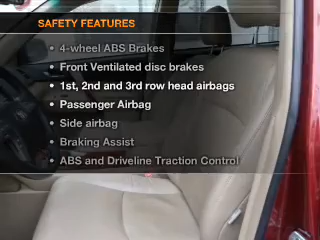 SAFETY FEATURES
• 4-wheel ABS Brakes
• Front Ventilated disc brakes
• 1st, 2nd and 3rd row head airbags
• Passenger Airbag
• Side airbag
• Braking Assist
• ABS and Driveline Traction Control